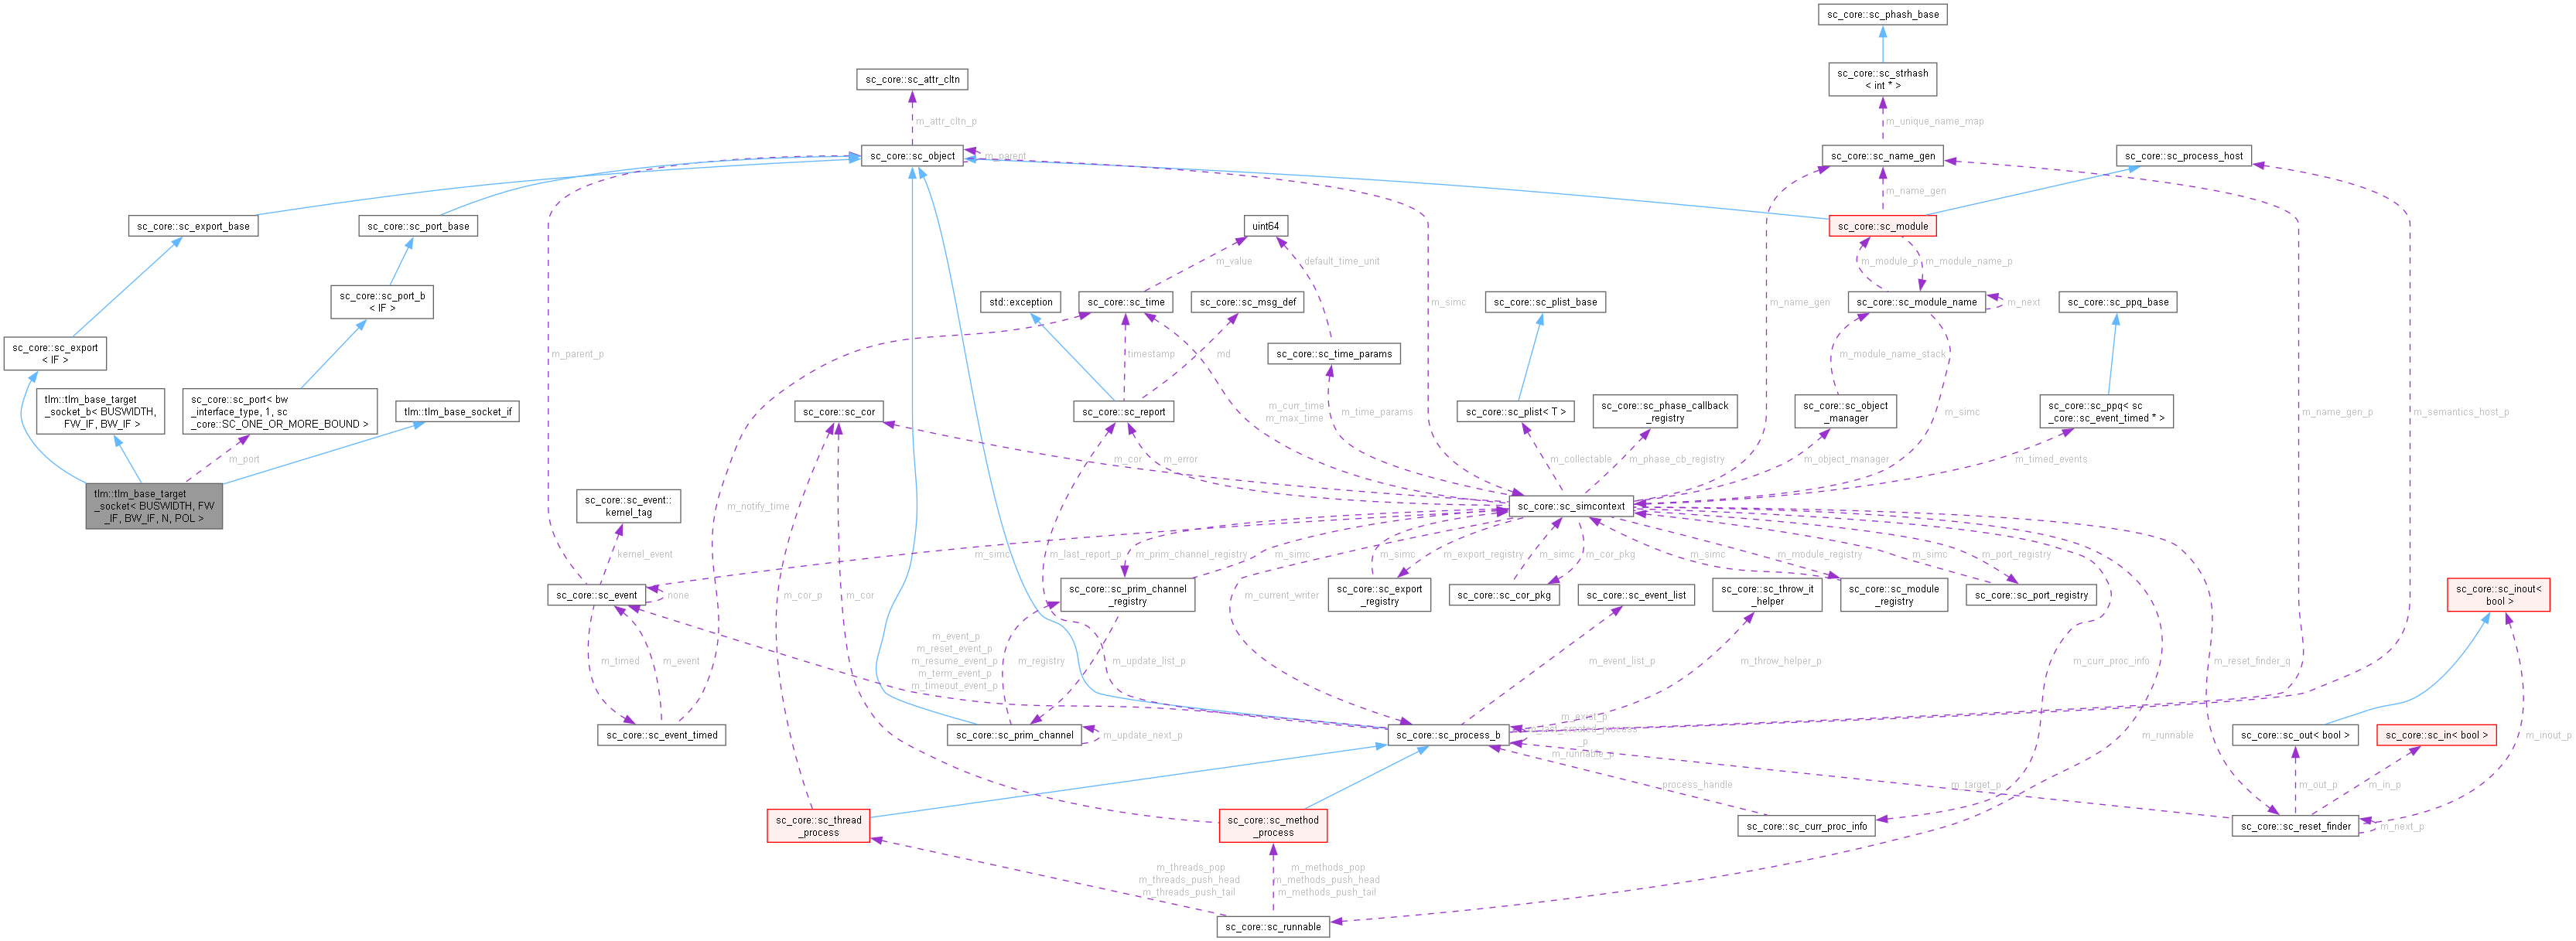 sc_core::sc_phash_base
sc_core::sc_attr_cltn
sc_core::sc_strhash
< int * >
m_attr_cltn_p
m_unique_name_map
sc_core::sc_object
m_parent
sc_core::sc_name_gen
sc_core::sc_process_host
m_name_gen
sc_core::sc_export_base
sc_core::sc_port_base
uint64
sc_core::sc_module
m_value
default_time_unit
m_module_p
m_module_name_p
sc_core::sc_port_b
< IF >
std::exception
sc_core::sc_time
sc_core::sc_msg_def
m_simc
sc_core::sc_plist_base
m_name_gen
sc_core::sc_module_name
m_next
sc_core::sc_ppq_base
sc_core::sc_export
< IF >
m_parent_p
timestamp
md
sc_core::sc_time_params
m_module_name_stack
tlm::tlm_base_target
_socket_b< BUSWIDTH,
FW_IF, BW_IF >
sc_core::sc_port< bw
_interface_type, 1, sc
_core::SC_ONE_OR_MORE_BOUND >
tlm::tlm_base_socket_if
sc_core::sc_cor
sc_core::sc_report
m_curr_time
m_max_time
m_time_params
sc_core::sc_plist< T >
sc_core::sc_phase_callback
_registry
sc_core::sc_object
_manager
m_simc
sc_core::sc_ppq< sc
_core::sc_event_timed * >
m_name_gen_p
m_semantics_host_p
m_port
m_cor
m_error
m_collectable
m_phase_cb_registry
m_object_manager
m_timed_events
tlm::tlm_base_target
_socket< BUSWIDTH, FW
_IF, BW_IF, N, POL >
sc_core::sc_event::
kernel_tag
m_notify_time
sc_core::sc_simcontext
kernel_event
m_simc
m_last_report_p
m_prim_channel_registry
m_simc
m_simc
m_export_registry
m_simc
m_cor_pkg
m_simc
m_module_registry
m_simc
m_port_registry
sc_core::sc_event
none
m_cor_p
m_cor
sc_core::sc_prim_channel
_registry
m_current_writer
sc_core::sc_export
_registry
sc_core::sc_cor_pkg
sc_core::sc_event_list
sc_core::sc_throw_it
_helper
sc_core::sc_module
_registry
sc_core::sc_port_registry
sc_core::sc_inout<
bool >
m_timed
m_event
m_event_p
m_reset_event_p
m_resume_event_p
m_term_event_p
m_timeout_event_p
m_registry
m_update_list_p
m_event_list_p
m_throw_helper_p
m_curr_proc_info
m_reset_finder_q
sc_core::sc_event_timed
sc_core::sc_prim_channel
m_update_next_p
sc_core::sc_process_b
m_exist_p
m_last_created_process
_p
m_runnable_p
m_runnable
sc_core::sc_out< bool >
sc_core::sc_in< bool >
m_inout_p
process_handle
m_target_p
m_out_p
m_in_p
sc_core::sc_thread
_process
sc_core::sc_method
_process
sc_core::sc_curr_proc_info
sc_core::sc_reset_finder
m_next_p
m_threads_pop
m_threads_push_head
m_threads_push_tail
m_methods_pop
m_methods_push_head
m_methods_push_tail
sc_core::sc_runnable